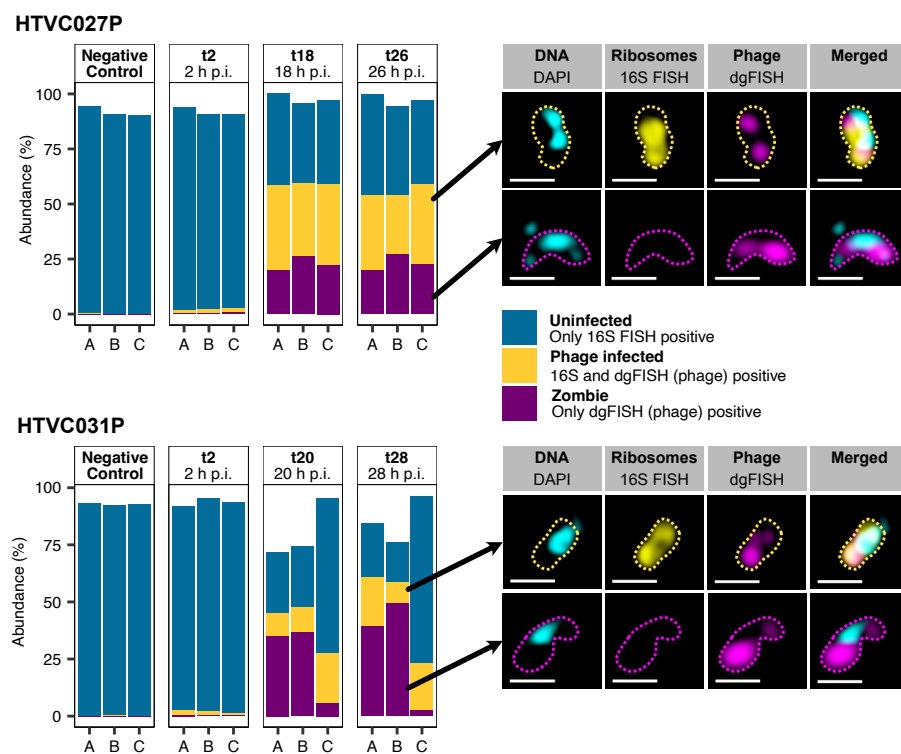 HTVC027P
Negative
Control
t2
2 h p.i.
t18
18 h p.i.
t26
26 h p.i.
DNA
DAPI
Ribosomes
16S FISH
Phage
dgFISH
Merged
Abundance (%)
100
75
50
25
0
A B C
A B C
A B C
A B C
Uninfected
Only 16S FISH positive
Phage infected
16S and dgFISH (phage) positive
Zombie
Only dgFISH (phage) positive
HTVC031P
Negative
Control
t2
2 h p.i.
t20
20 h p.i.
t28
28 h p.i.
DNA
DAPI
Ribosomes
16S FISH
Phage
dgFISH
Merged
Abundance (%)
100
75
50
25
0
A B C
A B C
A B C
A B C